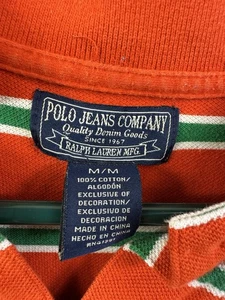 POLO JEANS COMPANY
Quality Denim Goods
SINCE 1967
RALPH LAUREN MFG.
M/M
100% COTTON/
ALGODÓN
EXCLUSIVE OF
DECORATION/
EXCLUSIVO DE
DECORACION
MADE IN CHINA
HECHO EN CHINA